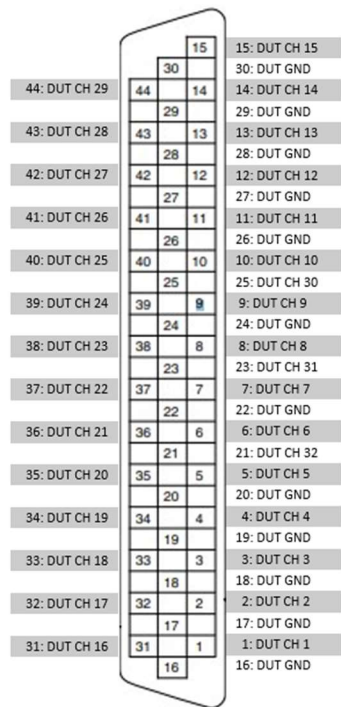 15 15: DUT CH 15
30 30: DUT GND
44: DUT CH 29 44 14 14: DUT CH 14
29 29: DUT GND
43: DUT CH 28 43 13 13: DUT CH 13
28 28: DUT GND
42: DUT CH 27 42 12 12: DUT CH 12
27 27: DUT GND
41: DUT CH 26 41 11 11: DUT CH 11
26 26: DUT GND
40: DUT CH 25 40 10 10: DUT CH 10
25 25: DUT CH 30
39: DUT CH 24 39 9 9: DUT CH 9
24 24: DUT GND
38: DUT CH 23 38 8 8: DUT CH 8
23 23: DUT CH 31
37: DUT CH 22 37 7 7: DUT CH 7
22 22: DUT GND
36: DUT CH 21 36 6 6: DUT CH 6
21 21: DUT CH 32
35: DUT CH 20 35 5 5: DUT CH 5
20 20: DUT GND
34: DUT CH 19 34 4 4: DUT CH 4
19 19: DUT GND
33: DUT CH 18 33 3 3: DUT CH 3
18 18: DUT GND
32: DUT CH 17 32 2 2: DUT CH 2
17 17: DUT GND
31: DUT CH 16 31 1 1: DUT CH 1
16 16: DUT GND